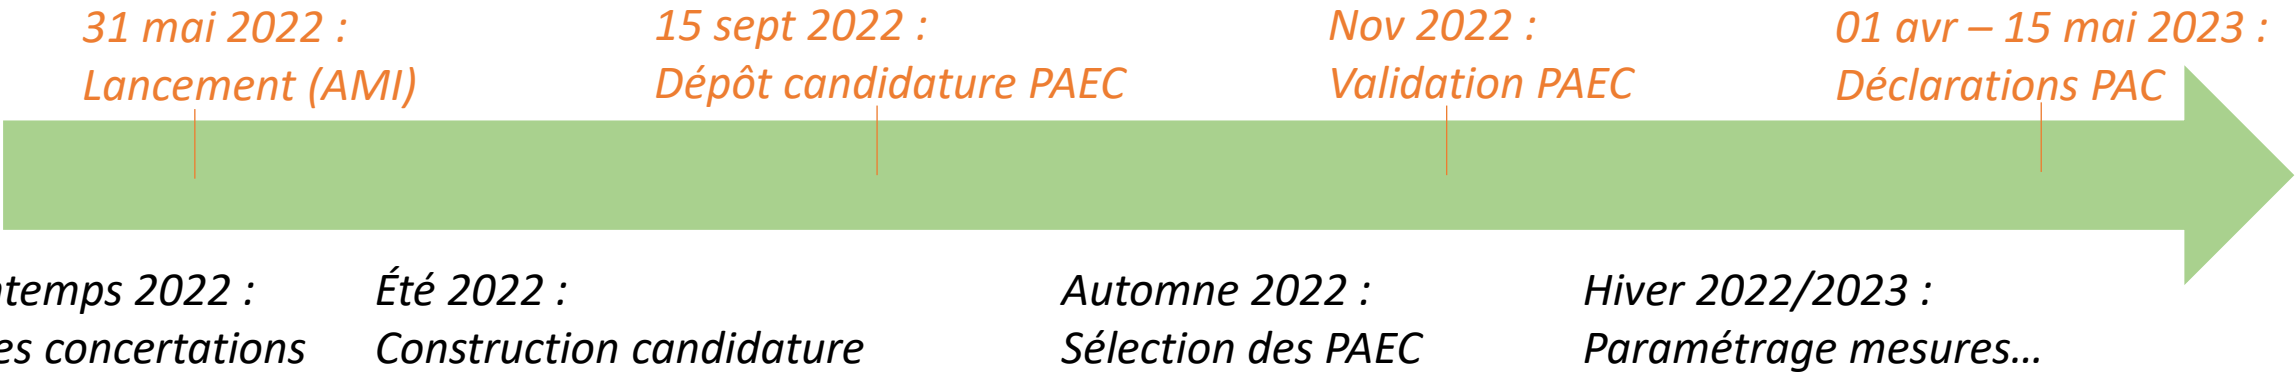 31 mai 2022 :
Lancement (AMI)
15 sept 2022 :
Dépôt candidature PAEC
Nov 2022 :
Validation PAEC
01 avr – 15 mai 2023 :
Déclarations PAC
2022 :
concertations
Été 2022 :
Construction candidature
Automne 2022 :
Sélection des PAEC
Hiver 2022/2023 :
Paramétrage mesures...